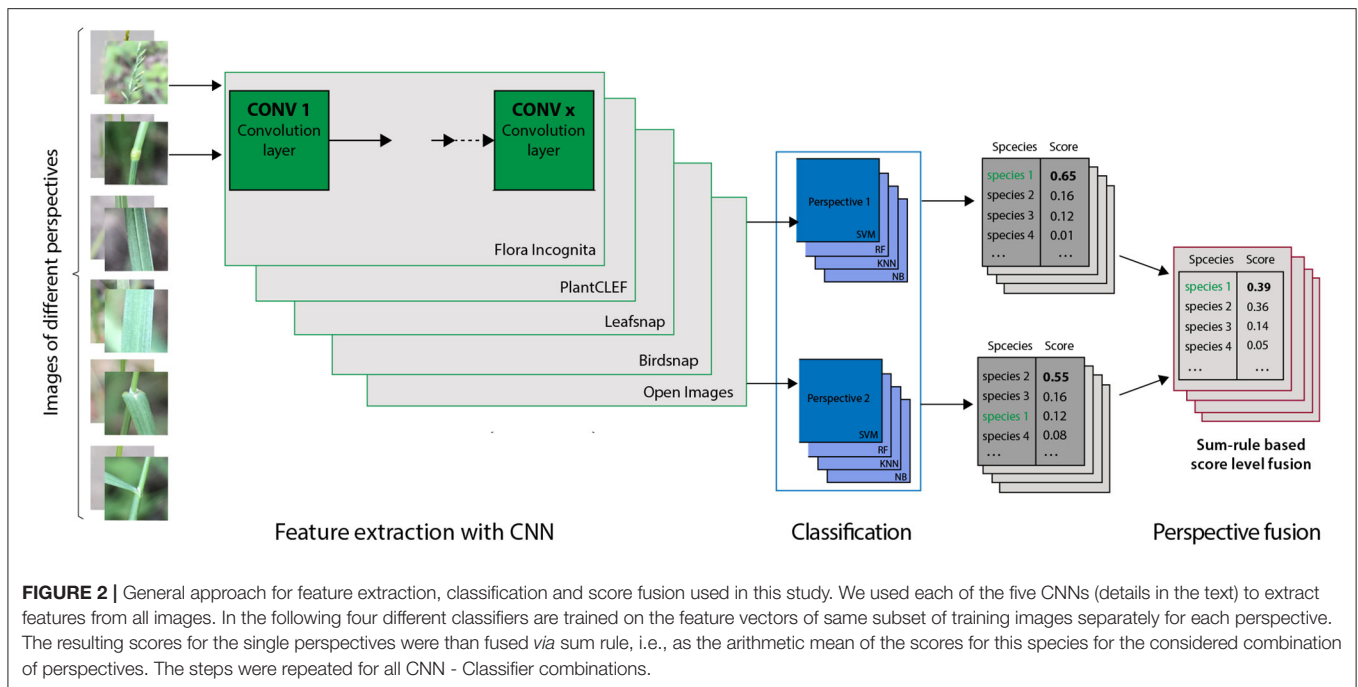 Images of different perspectives
CONV 1
Convolution
layer
CONV x
Convolution
layer
Flora Incognita
PlantCLEF
Leafsnap
Birdsnap
Open Images
Feature extraction with CNN
Perspective 1
SVM
RF
KNN
NB
Perspective 2
SVM
RF
KNN
NB
Classification
Spcecies Score
species 1 0.65
species 2 0.16
species 3 0.12
species 4 0.01
... ...
Spcecies Score
species 2 0.55
species 3 0.16
species 1 0.12
species 4 0.08
... ...
Spcecies Score
species 1 0.39
species 2 0.36
species 3 0.14
species 4 0.05
... ...
Sum-rule based
score level fusion
Perspective fusion
FIGURE 2 | General approach for feature extraction, classification and score fusion used in this study. We used each of the five CNNs (details in the text) to extract
features from all images. In the following four different classifiers are trained on the feature vectors of same subset of training images separately for each perspective.
The resulting scores for the single perspectives were than fused via sum rule, i.e., as the arithmetic mean of the scores for this species for the considered combination
of perspectives. The steps were repeated for all CNN - Classifier combinations.